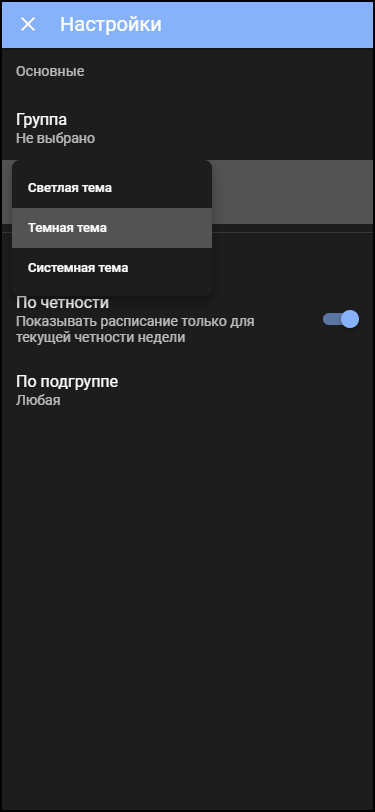 Настройки
Основные
Группа
Не выбрано
Светлая тема
Темная тема
Системная тема
По четности
Показывать расписание только для
текущей четности недели
По подгруппе
Любая